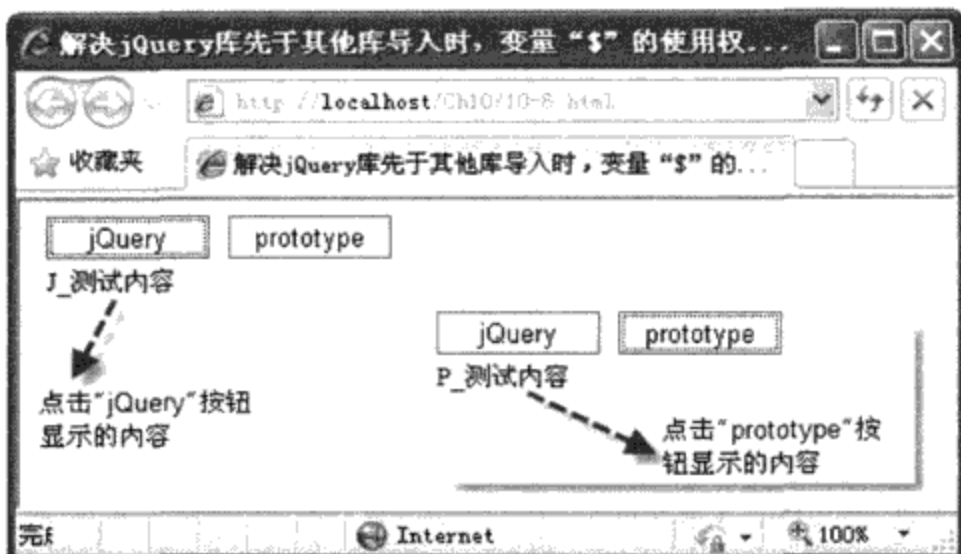 解决jQuery库先于其他库导入时，变量“$”的使用权...
http://localhost/Ch10/10-8.html
收藏夹
解决jQuery库先于其他库导入时，变量“$”的...
jQuery
prototype
J_测试内容
点击“jQuery”按钮
显示的内容
jQuery
prototype
P_测试内容
点击“prototype”按
钮显示的内容
Internet
100%